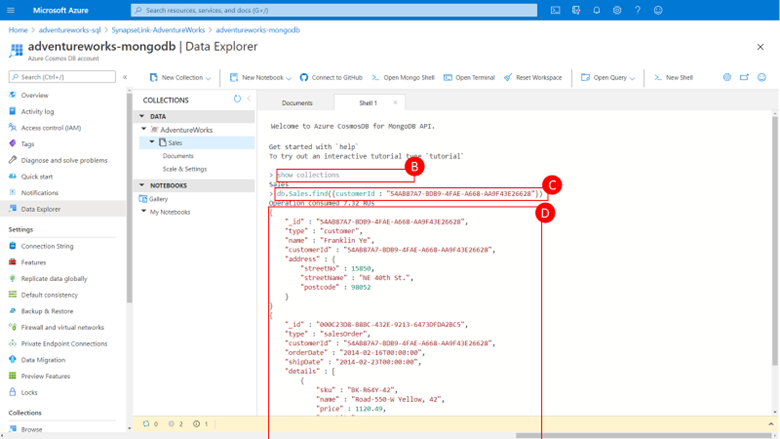 Microsoft Azure
Search resources, services, and docs (G+/)
Home > adventureworks-sql > SynapseLink-AdventureWorks > adventureworks-mongodb
adventureworks-mongodb | Data Explorer
Azure Cosmos DB account
Search (Ctrl+/)
New Collection
New Notebook
Connect to GitHub
Open Mongo Shell
Open Terminal
Reset Workspace
Open Query
New Shell
Overview
Activity log
Access control (IAM)
Tags
Diagnose and solve problems
Quick start
Notifications
Data Explorer
Settings
Connection String
Features
Replicate data globally
Default consistency
Backup & Restore
Firewall and virtual networks
Private Endpoint Connections
Data Migration
Preview Features
Locks
Collections
Browse
COLLECTIONS
DATA
AdventureWorks
Sales
Documents
Scale & Settings
NOTEBOOKS
Gallery
My Notebooks
Documents
Shell 1
Welcome to Azure CosmosDB for MongoDB API.
Get started with `help`
To try out an interactive tutorial type `tutorial`
B
> show collections
Sales
C
> db.Sales.find({customerId : "54AB87A7-BDB9-4FAE-A668-AA9F43E26628"})
Operation consumed 7.32 RUs
D
{
"_id" : "54AB87A7-BDB9-4FAE-A668-AA9F43E26628",
"type" : "customer",
"name" : "Franklin Ye",
"customerId" : "54AB87A7-BDB9-4FAE-A668-AA9F43E26628",
"address" : {
"streetNo" : 15850,
"streetName" : "NE 40th St.",
"postcode" : 98052
}
}
{
"_id" : "000C23D8-B8BC-432E-9213-6473DFDA2BC5",
"type" : "salesOrder",
"customerId" : "54AB87A7-BDB9-4FAE-A668-AA9F43E26628",
"orderDate" : "2014-02-16T00:00:00",
"shipDate" : "2014-02-23T00:00:00",
"details" : [
{
"sku" : "BK-R64Y-42",
"name" : "Road-550-W Yellow, 42",
"price" : 1120.49,
0
2
1